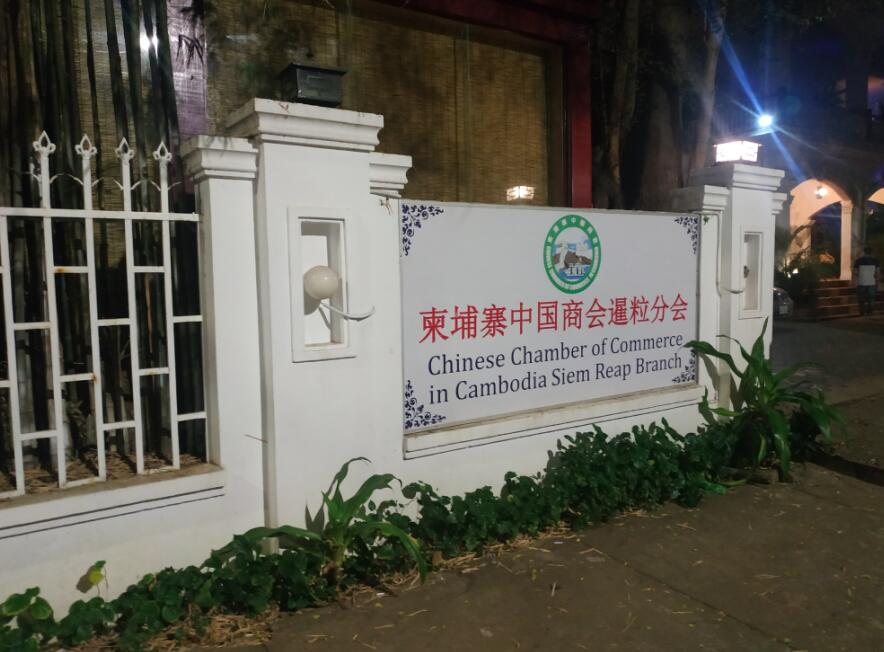 柬埔寨中国商会暹粒分会
Chinese Chamber of Commerce
in Cambodia Siem Reap Branch